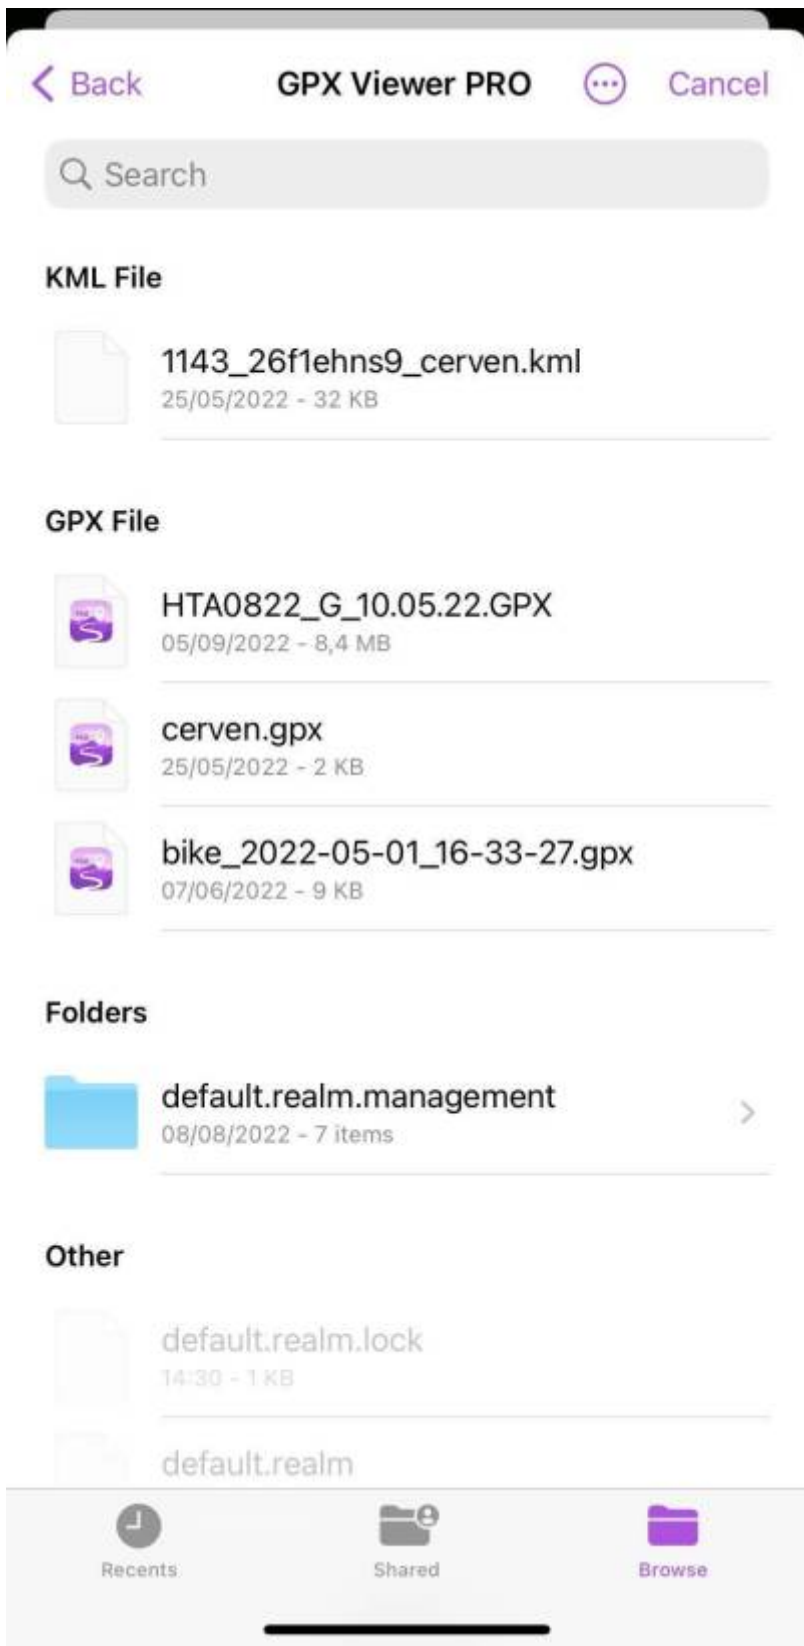 Back
GPX Viewer PRO
Cancel
Search
KML File
1143_26f1ehns9_cerven.kml
25/05/2022 - 32 KB
GPX File
HTA0822_G_10.05.22.GPX
05/09/2022 - 8,4 MB
cerven.gpx
25/05/2022 - 2 KB
bike_2022-05-01_16-33-27.gpx
07/06/2022 - 9 KB
Folders
default.realm.management
08/08/2022 - 7 items
Other
default.realm.lock
14:30 - 1 KB
default.realm
Recents
Shared
Browse